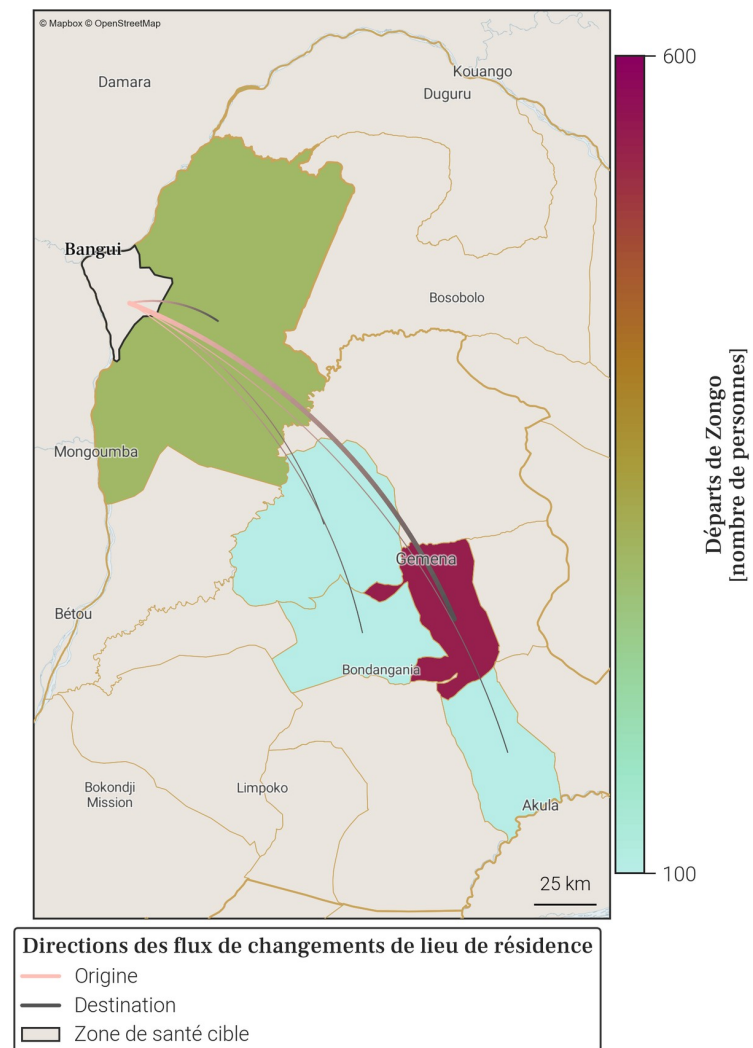 © Mapbox © OpenStreetMap
Damara
Kouango
Duguru
Bangui
Bosobolo
Mongoumba
Gemena
Bétou
Bondangania
Bokondji
Mission
Limpoko
Akula
25 km
600
100
Départs de Zongo
[nombre de personnes]
Directions des flux de changements de lieu de résidence
Origine
Destination
Zone de santé cible